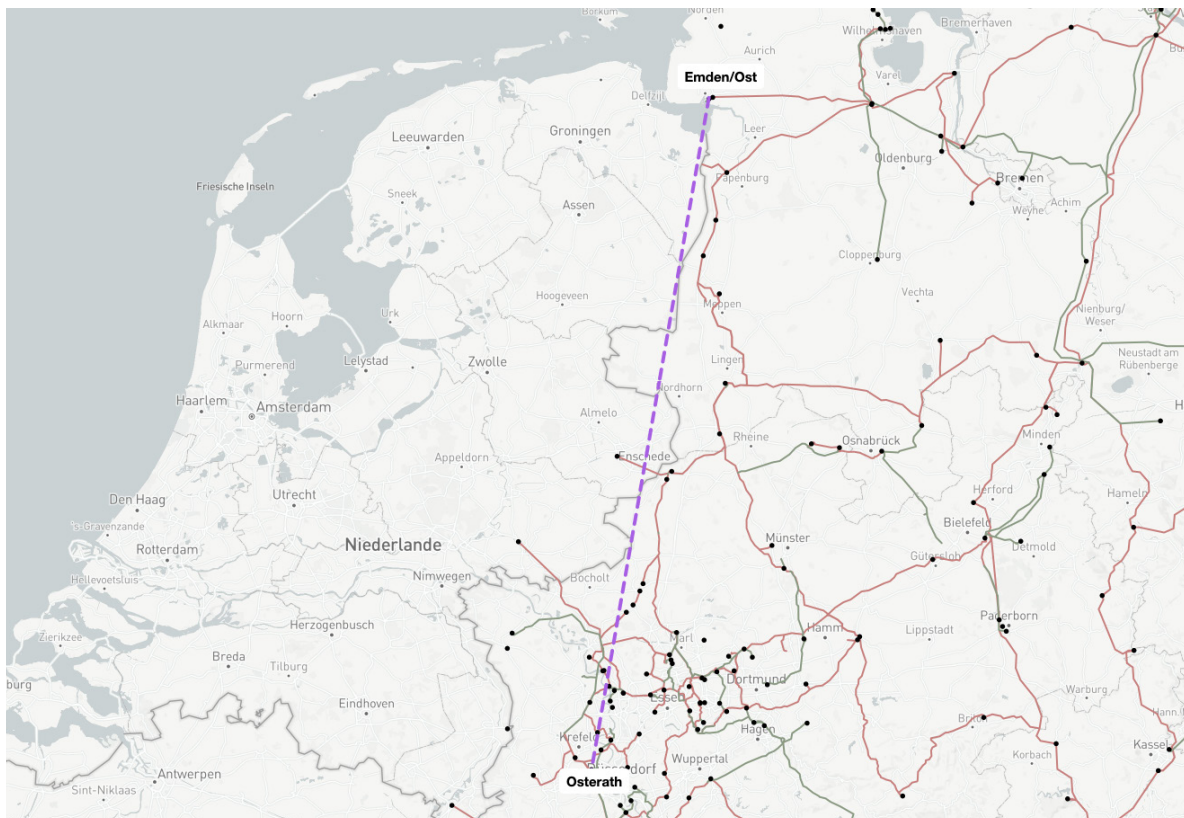 Borkum
Norden
Wilhelmshaven
Bremerhaven
Aurich
Emden/Ost
Varel
Delfzijl
Leer
Leeuwarden
Groningen
Oldenburg
Friesische Inseln
Sneek
Assen
Papenburg
Bremen
Weyhe
Achim
Cloppenburg
Hoogeveen
Meppen
Vechta
Nienburg/
Weser
Alkmaar
Hoorn
Urk
Purmerend
Lelystad
Zwolle
Lingen
Neustadt am
Rübenberge
Nordhorn
Haarlem
Amsterdam
Almelo
Rheine
Osnabrück
Minden
Enschede
Appeldorn
Herford
Hameln
Den Haag
Utrecht
's-Gravenzande
Bielefeld
Rotterdam
Niederlande
Münster
Detmold
Gütersloh
Hellevoetsluis
Nimwegen
Bocholt
Zierikzee
Herzogenbusch
Marl
Hamm
Lippstadt
Paderborn
Breda
Tilburg
Essen
Dortmund
Warburg
Eindhoven
Hagen
Brilon
Krefeld
Wuppertal
Korbach
Kassel
Antwerpen
Osterath
Sint-Niklaas